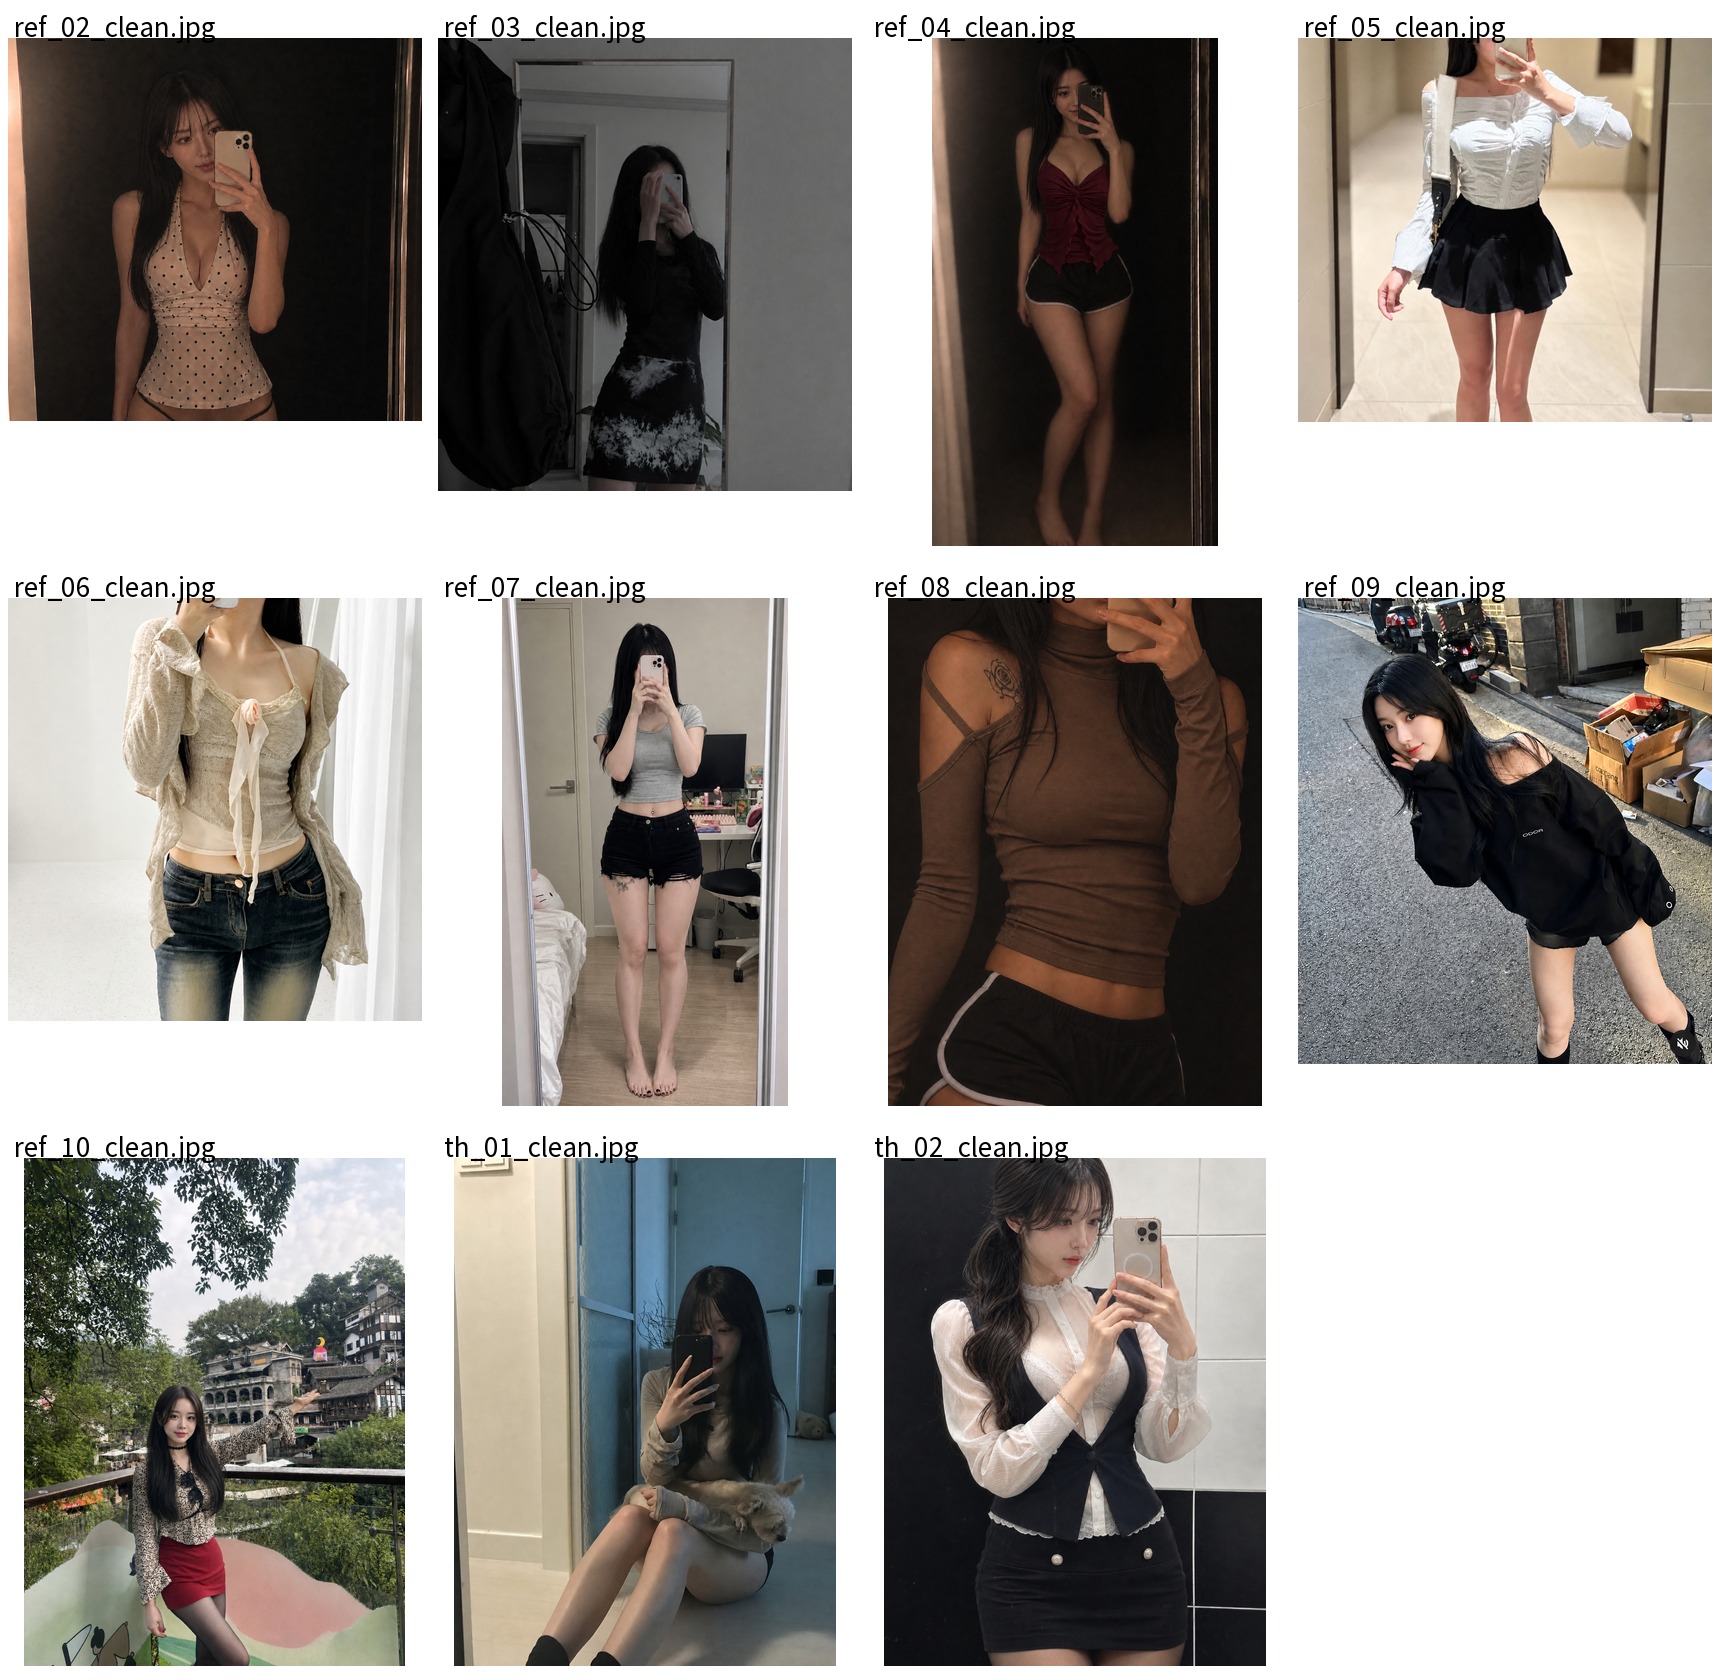 ref_02_clean.jpg
ref_03_clean.jpg
ref_04_clean.jpg
ref_05_clean.jpg
ref_06_clean.jpg
ref_07_clean.jpg
ref_08_clean.jpg
ref_09_clean.jpg
ref_10_clean.jpg
th_01_clean.jpg
th_02_clean.jpg